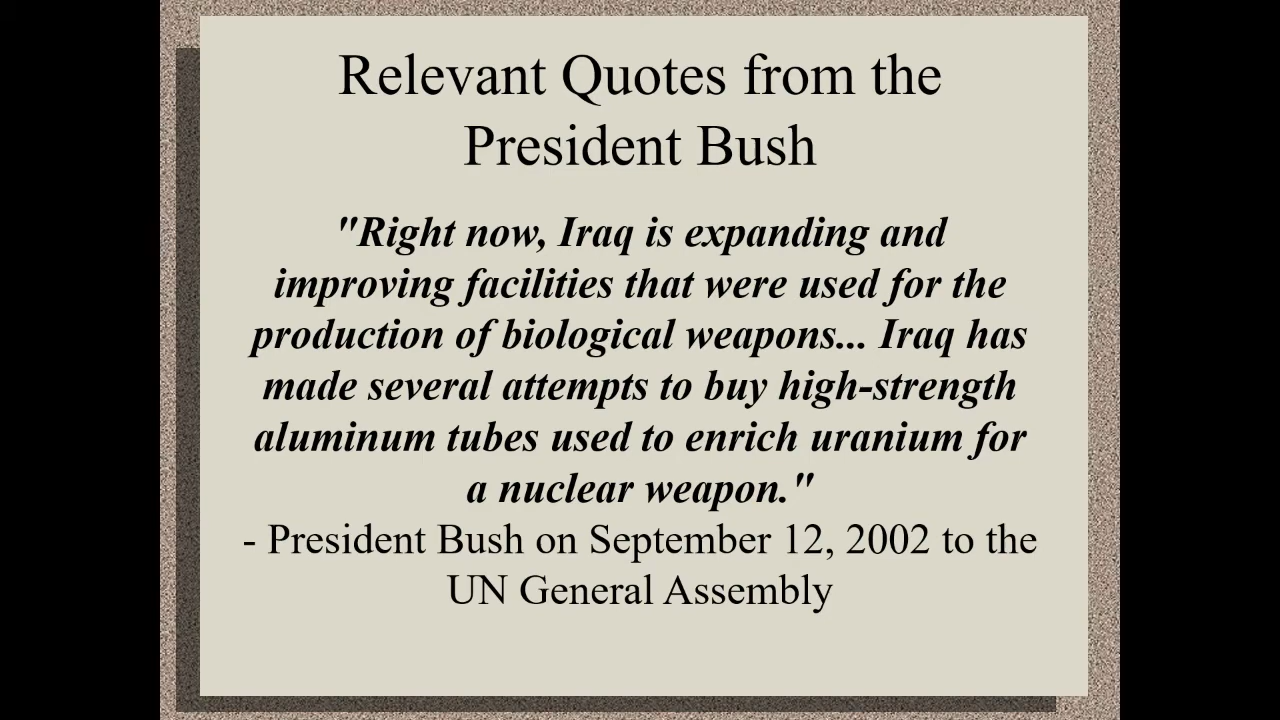 Relevant Quotes from the
President Bush
"Right now, Iraq is expanding and
improving facilities that were used for the
production of biological weapons... Iraq has
made several attempts to buy high-strength
aluminum tubes used to enrich uranium for
a nuclear weapon."
- President Bush on September 12, 2002 to the
UN General Assembly